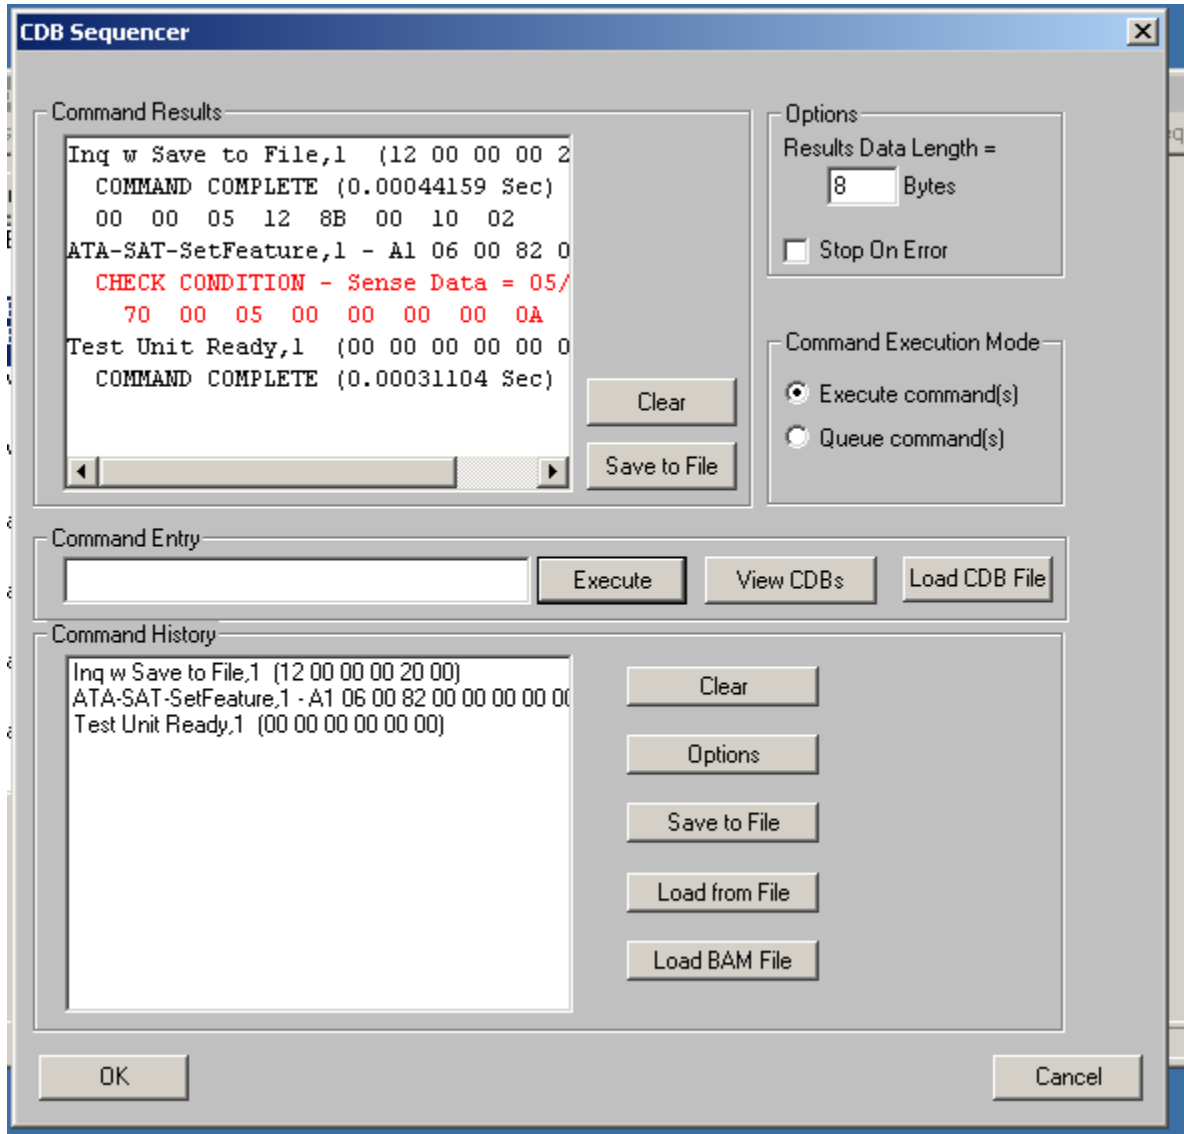 CDB Sequencer
Command Results
Inq w Save to File,1 (12 00 00 00 2
COMMAND COMPLETE (0.00044159 Sec)
00 00 05 12 8B 00 10 02
ATA-SAT-SetFeature,1 - A1 06 00 82 0
CHECK CONDITION - Sense Data = 05/
70 00 05 00 00 00 00 0A
Test Unit Ready,1 (00 00 00 00 00 0
COMMAND COMPLETE (0.00031104 Sec)
Clear
Save to File
Options
Results Data Length =
8 Bytes
Stop On Error
Command Execution Mode
Execute command(s)
Queue command(s)
Command Entry
Execute
View CDBs
Load CDB File
Command History
Inq w Save to File,1 (12 00 00 00 20 00)
ATA-SAT-SetFeature,1 - A1 06 00 82 00 00 00 00 00 00
Test Unit Ready,1 (00 00 00 00 00 00)
Clear
Options
Save to File
Load from File
Load BAM File
OK
Cancel